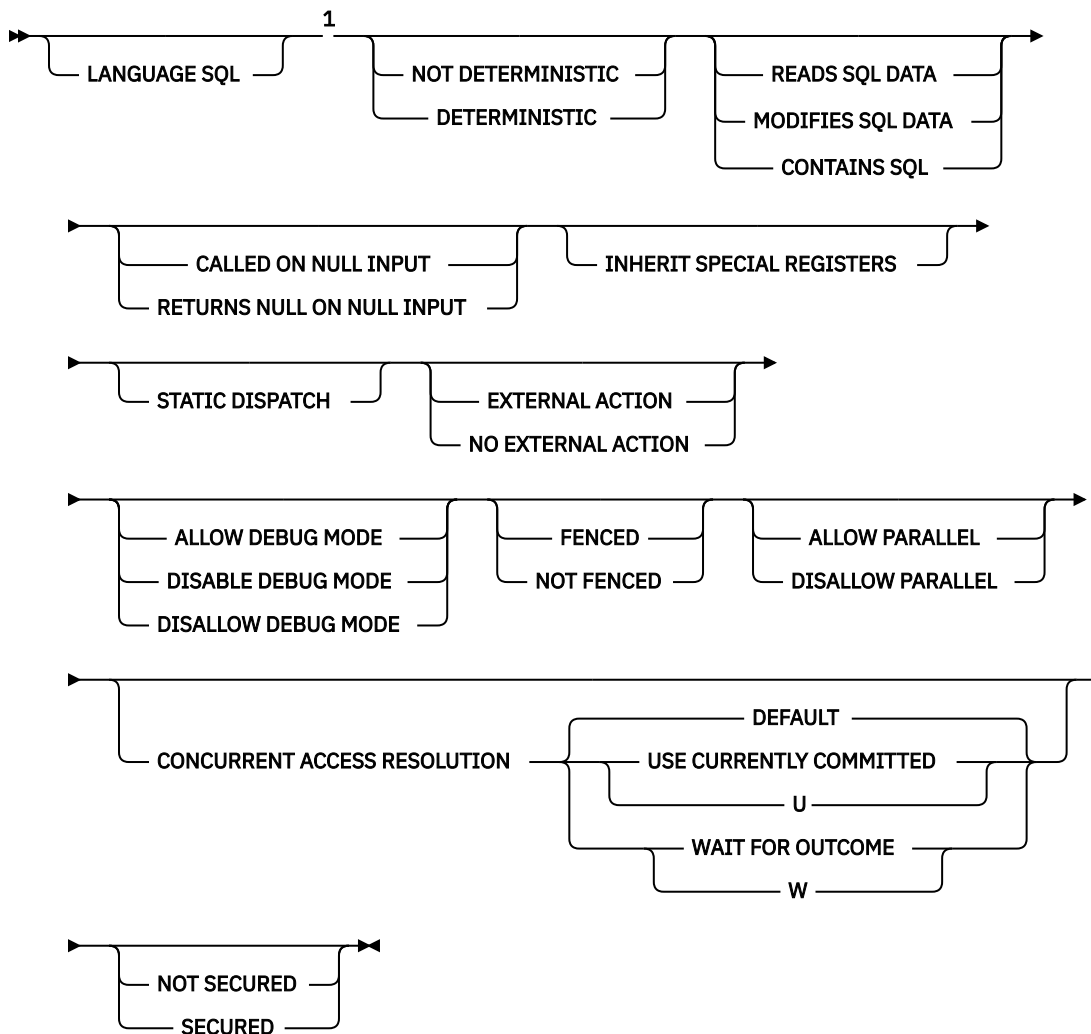 1
LANGUAGE SQL
NOT DETERMINISTIC
DETERMINISTIC
READS SQL DATA
MODIFIES SQL DATA
CONTAINS SQL
CALLED ON NULL INPUT
RETURNS NULL ON NULL INPUT
INHERIT SPECIAL REGISTERS
STATIC DISPATCH
EXTERNAL ACTION
NO EXTERNAL ACTION
ALLOW DEBUG MODE
DISABLE DEBUG MODE
DISALLOW DEBUG MODE
FENCED
NOT FENCED
ALLOW PARALLEL
DISALLOW PARALLEL
CONCURRENT ACCESS RESOLUTION
DEFAULT
USE CURRENTLY COMMITTED
U
WAIT FOR OUTCOME
W
NOT SECURED
SECURED